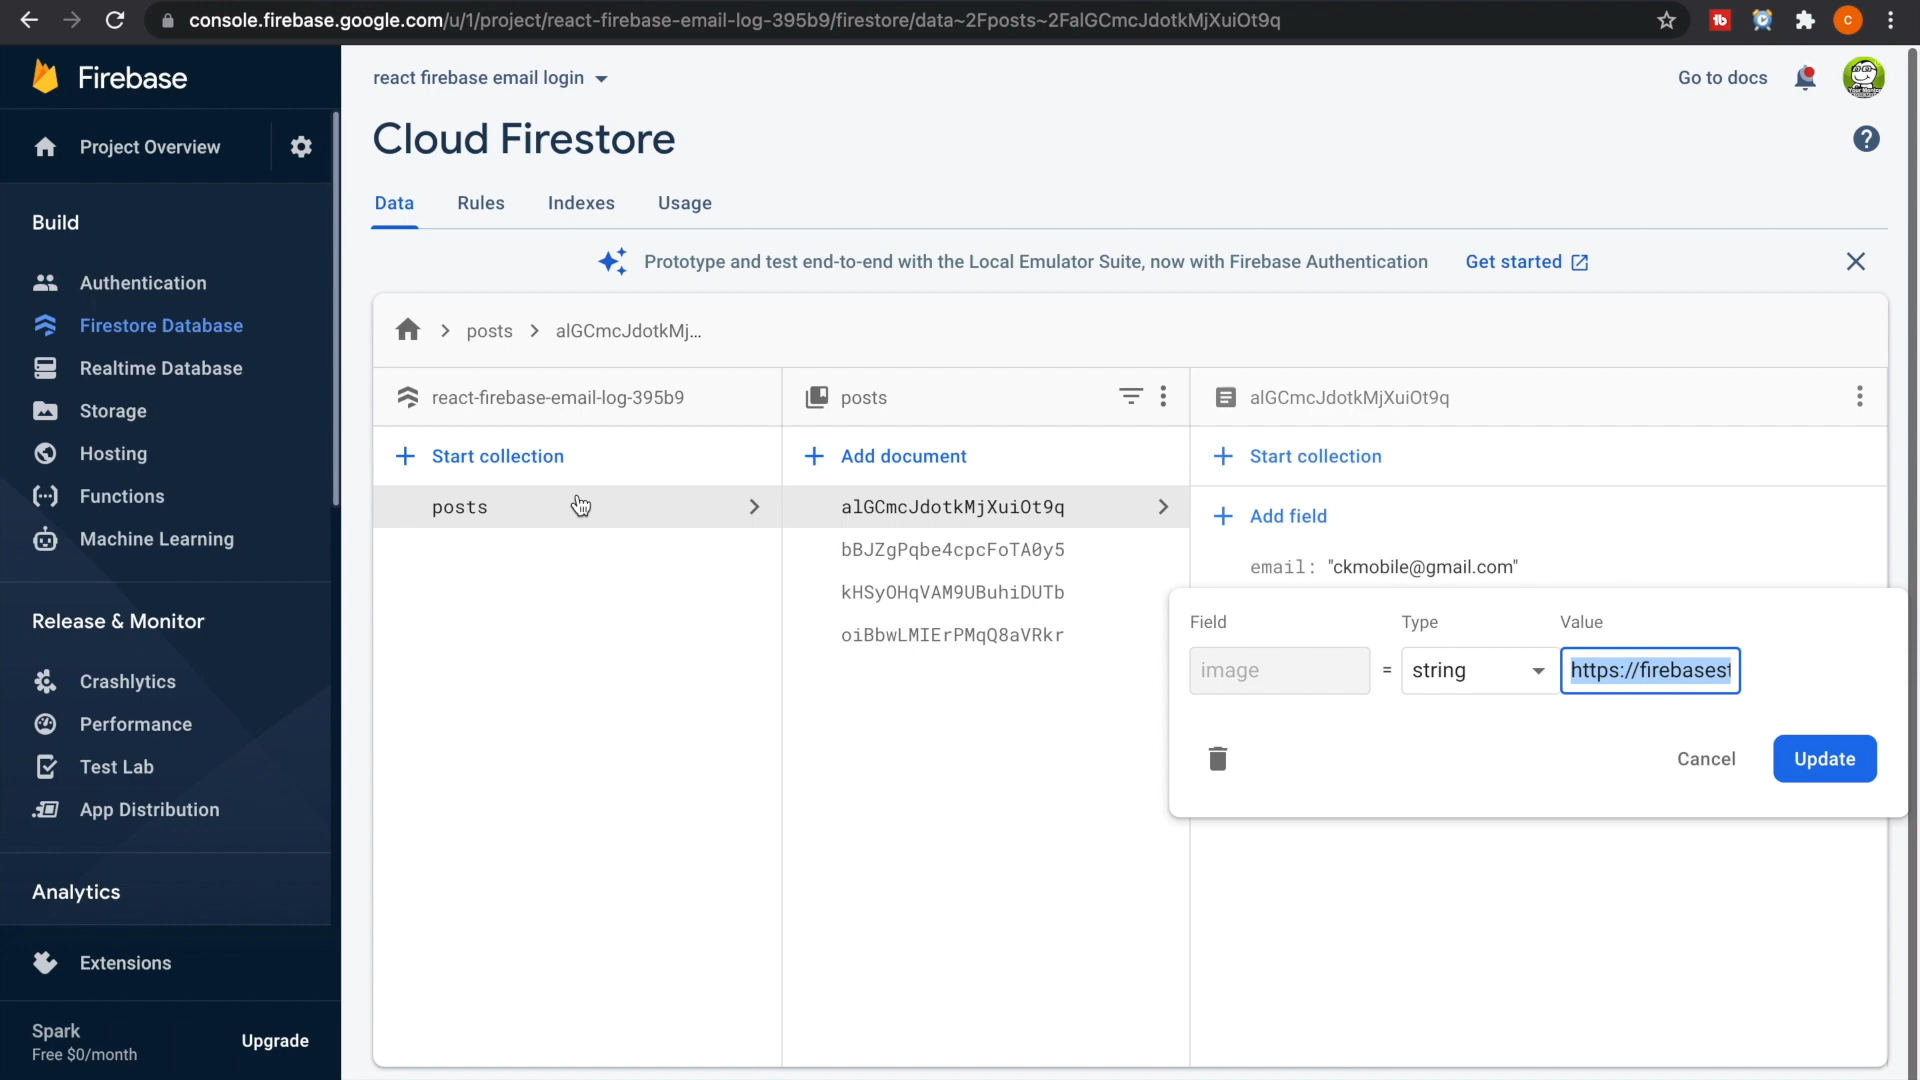 console.firebase.google.com/u/1/project/react-firebase-email-log-395b9/firestore/data~2Fposts~2FalGCmcJdotkMjXuiOt9q
C
Firebase
react firebase email login
Go to docs
Project Overview
Cloud Firestore
Data
Rules
Indexes
Usage
Build
Prototype and test end-to-end with the Local Emulator Suite, now with Firebase Authentication
Get started
Authentication
Firestore Database
Realtime Database
Storage
Hosting
Functions
Machine Learning
Release & Monitor
Crashlytics
Performance
Test Lab
App Distribution
Analytics
Extensions
Spark
Free $0/month
Upgrade
posts
alGCmcJdotkMj...
react-firebase-email-log-395b9
Start collection
posts
posts
Add document
alGCmcJdotkMjXuiOt9q
bBJZgPqbe4cpcFoTA0y5
kHSyOHqVAM9UBuhiDUTb
oiBbwLMIErPMqQ8aVRkr
alGCmcJdotkMjXuiOt9q
Start collection
Add field
email: "ckmobile@gmail.com"
Field
Type
Value
image
=
string
https://firebasest
Cancel
Update